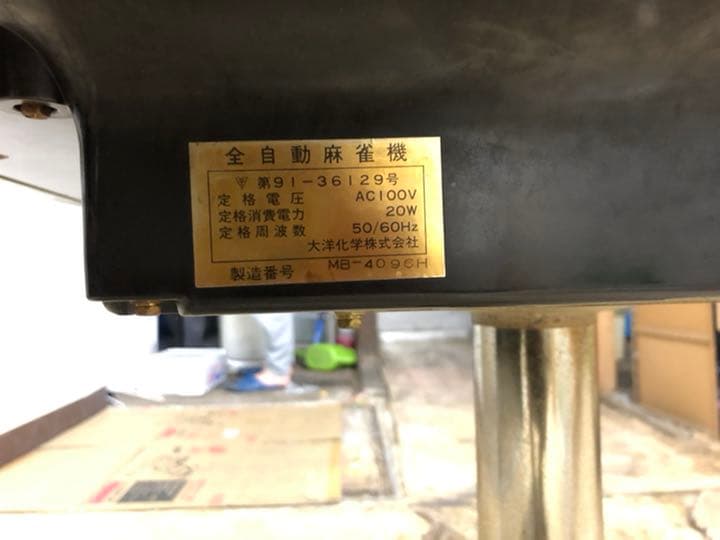 全自動麻雀機
第91-36129号
定格電圧 AC100V
定格消費電力 20W
定格周波数 50/60Hz
大洋化学株式会社
製造番号 MB-4096H